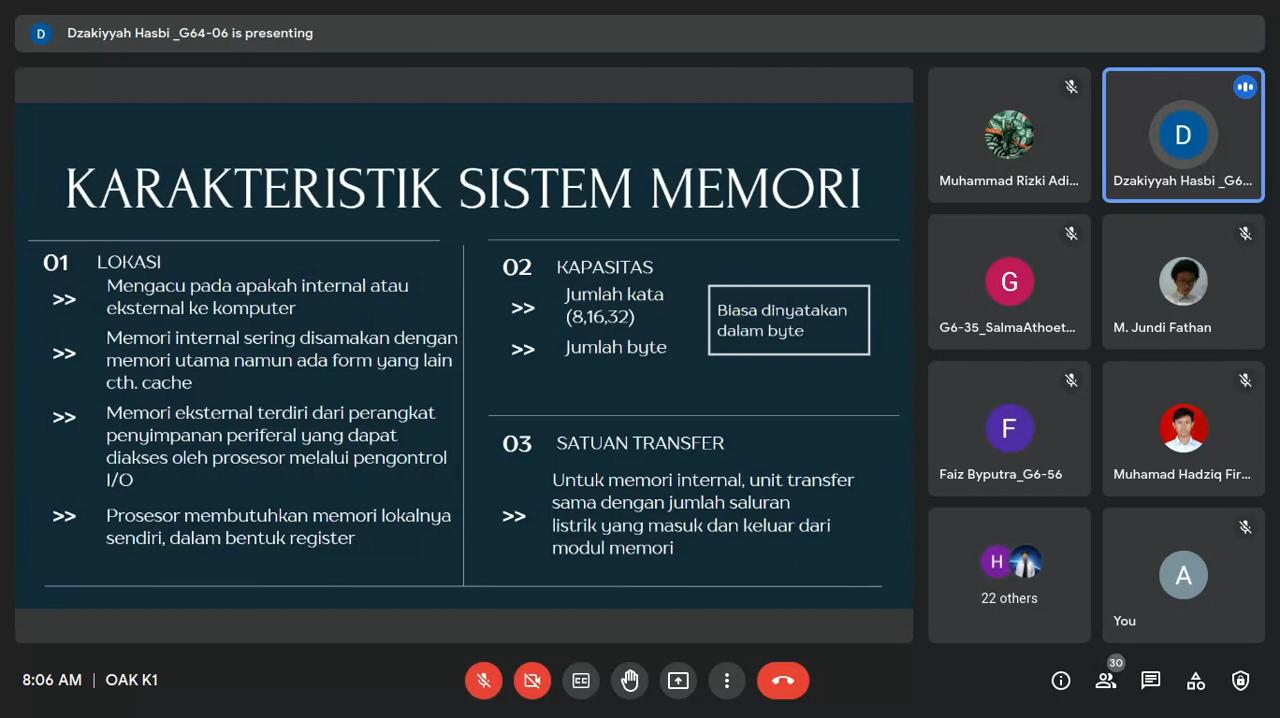 D
Dzakiyyah Hasbi _G64-06 is presenting
KARAKTERISTIK SISTEM MEMORI
01 LOKASI
>> Mengacu pada apakah internal atau
eksternal ke komputer
>> Memori internal sering disamakan dengan
memori utama namun ada form yang lain
cth. cache
>> Memori eksternal terdiri dari perangkat
penyimpanan periferal yang dapat
diakses oleh prosesor melalui pengontrol
I/O
>> Prosesor membutuhkan memori lokalnya
sendiri, dalam bentuk register
02 KAPASITAS
>> Jumlah kata
(8,16,32)
>> Jumlah byte
Biasa dinyatakan
dalam byte
03 SATUAN TRANSFER
>> Untuk memori internal, unit transfer
sama dengan jumlah saluran
listrik yang masuk dan keluar dari
modul memori
Muhammad Rizki Adi...
D
Dzakiyyah Hasbi _G6...
G
G6-35_SalmaAthoet...
M. Jundi Fathan
F
Faiz Byputra_G6-56
Muhamad Hadziq Fir...
H
22 others
A
You
8:06 AM | OAK K1
CC
30